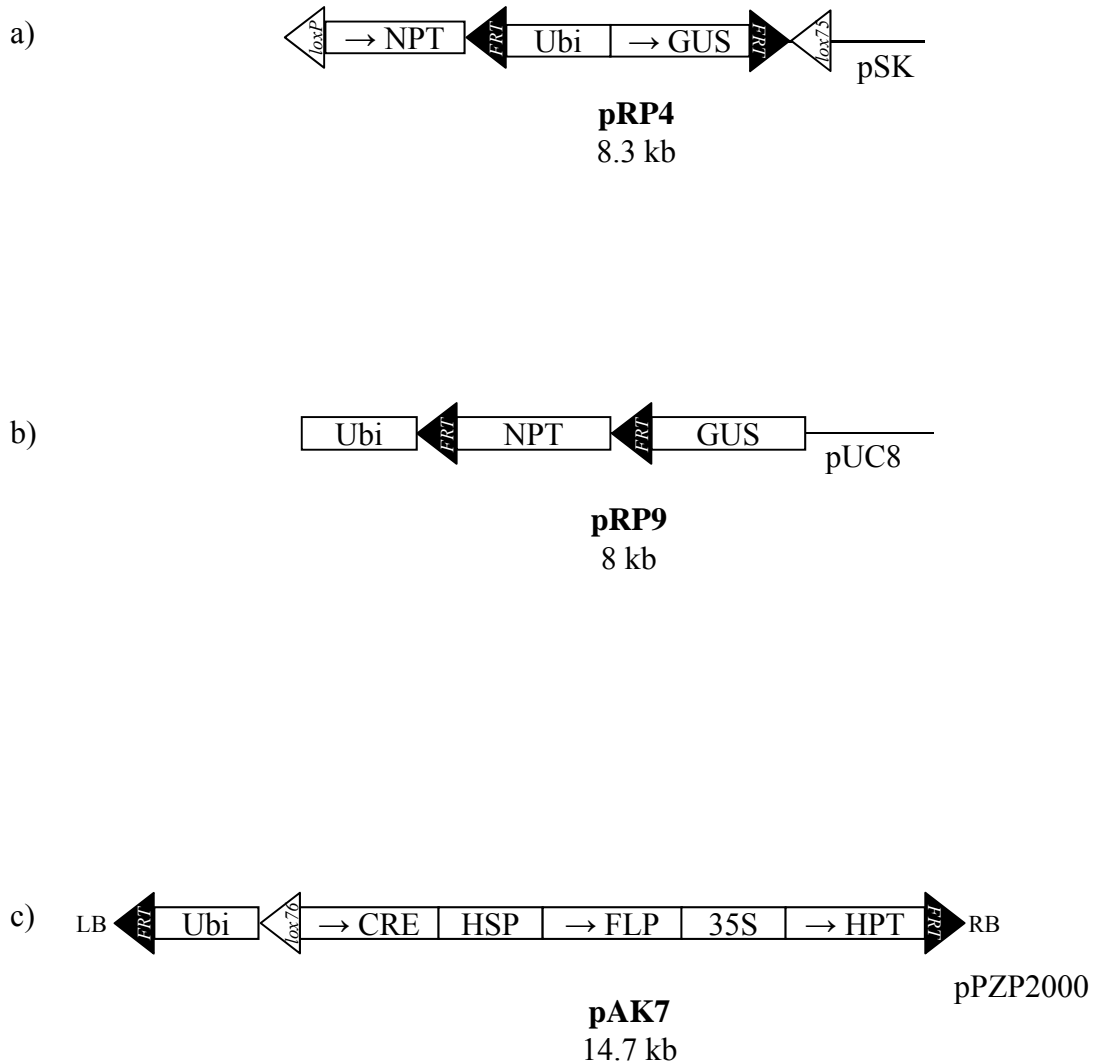 a) loxP → NPT FRT Ubi → GUS FRT lox75
pSK
pRP4
8.3 kb
b) Ubi FRT NPT FRT GUS
pUC8
pRP9
8 kb
c) LB FRT Ubi lox76 → CRE HSP → FLP 35S → HPT FRT RB
pPZP2000
pAK7
14.7 kb